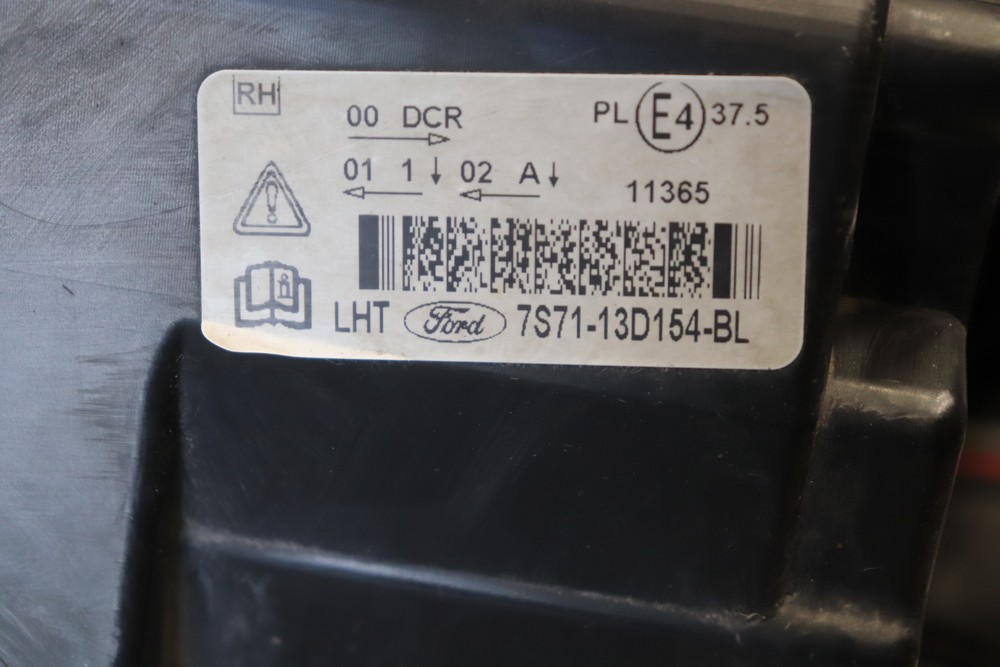 RH
00 DCR
PL E4 37.5
01 1 ↓ 02 A ↓
11365
LHT Ford 7S71-13D154-BL